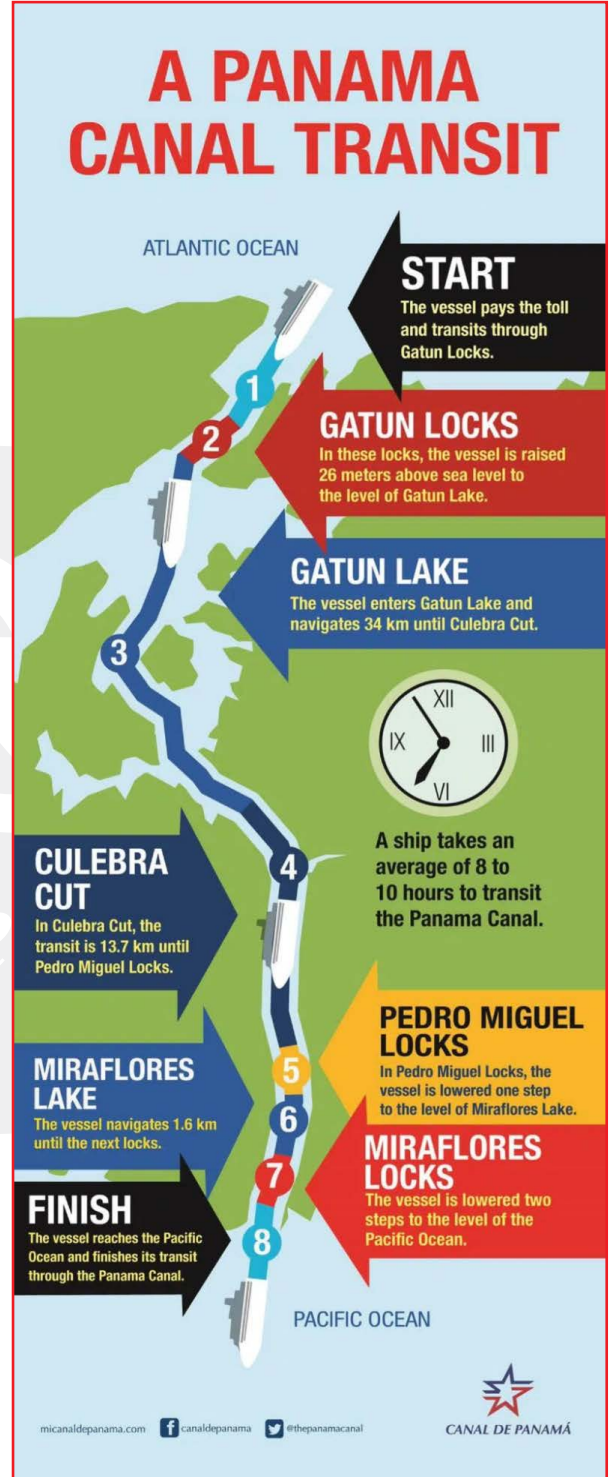 A PANAMA
CANAL TRANSIT
ATLANTIC OCEAN
START
The vessel pays the toll
and transits through
Gatun Locks.
1
2
GATUN LOCKS
In these locks, the vessel is raised
26 meters above sea level to
the level of Gatun Lake.
GATUN LAKE
The vessel enters Gatun Lake and
navigates 34 km until Culebra Cut.
3
XII
IX
III
VI
A ship takes an
average of 8 to
10 hours to transit
the Panama Canal.
4
CULEBRA
CUT
In Culebra Cut, the
transit is 13.7 km until
Pedro Miguel Locks.
PEDRO MIGUEL
LOCKS
In Pedro Miguel Locks, the
vessel is lowered one step
to the level of Miraflores Lake.
5
MIRAFLORES
LAKE
The vessel navigates 1.6 km
until the next locks.
6
MIRAFLORES
LOCKS
The vessel is lowered two
steps to the level of the
Pacific Ocean.
7
FINISH
The vessel reaches the Pacific
Ocean and finishes its transit
through the Panama Canal.
8
PACIFIC OCEAN
micanaldepanama.com
f canaldepanama
@thepanamacanal
CANAL DE PANAMÁ